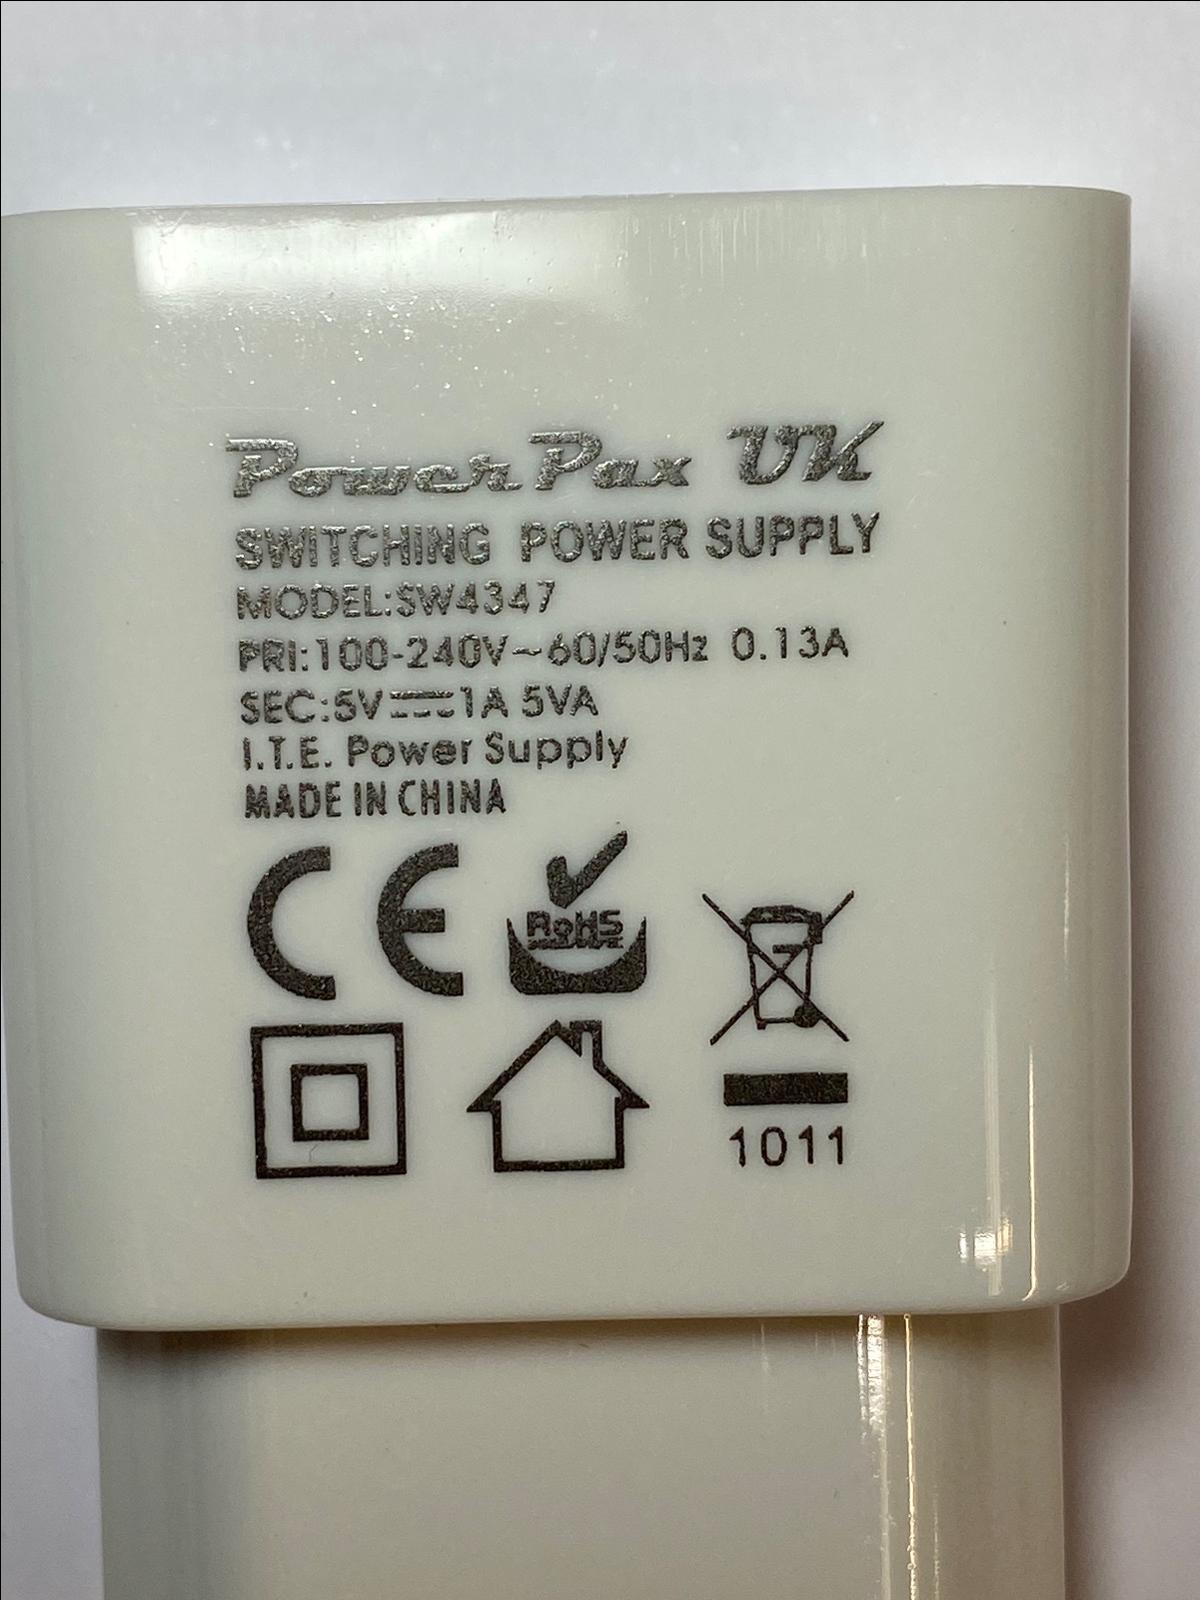 PowerPax UK
SWITCHING POWER SUPPLY
MODEL:SW4347
PRI:100-240V~60/50Hz 0.13A
SEC:5V⎓1A 5VA
I.T.E. Power Supply
MADE IN CHINA
CE
RoHS
1011